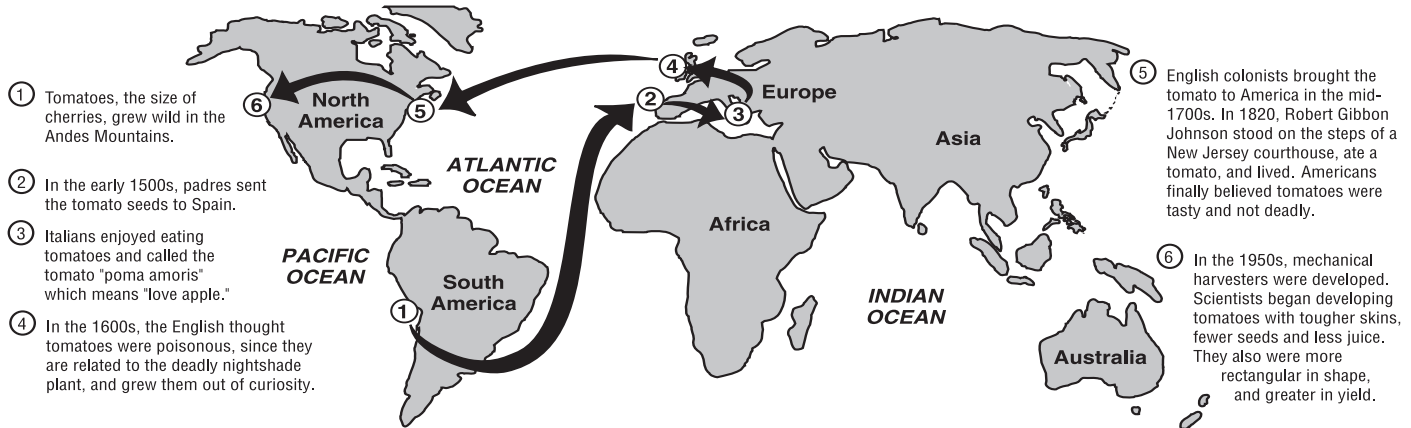 ① Tomatoes, the size of
cherries, grew wild in the
Andes Mountains.
② In the early 1500s, padres sent
the tomato seeds to Spain.
③ Italians enjoyed eating
tomatoes and called the
tomato "poma amoris"
which means "love apple."
④ In the 1600s, the English thought
tomatoes were poisonous, since they
are related to the deadly nightshade
plant, and grew them out of curiosity.
6
North
America
5
ATLANTIC
OCEAN
PACIFIC
OCEAN
1
South
America
4
2
3
Europe
Asia
Africa
INDIAN
OCEAN
Australia
⑤ English colonists brought the
tomato to America in the mid-
1700s. In 1820, Robert Gibbon
Johnson stood on the steps of a
New Jersey courthouse, ate a
tomato, and lived. Americans
finally believed tomatoes were
tasty and not deadly.
⑥ In the 1950s, mechanical
harvesters were developed.
Scientists began developing
tomatoes with tougher skins,
fewer seeds and less juice.
They also were more
rectangular in shape,
and greater in yield.